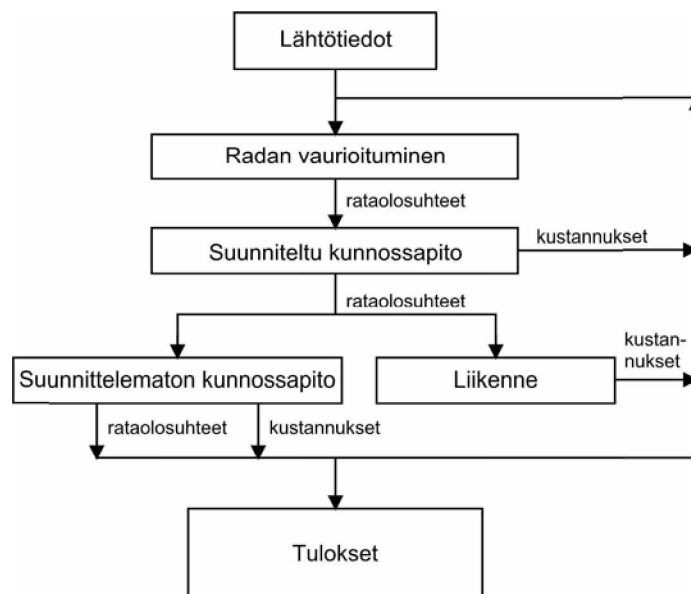 Lähtötiedot
Radan vaurioituminen
rataolosuhteet
kustannukset
Suunniteltu kunnossapito
rataolosuhteet
kustan-
nukset
Suunnittelematon kunnossapito
Liikenne
rataolosuhteet
kustannukset
Tulokset